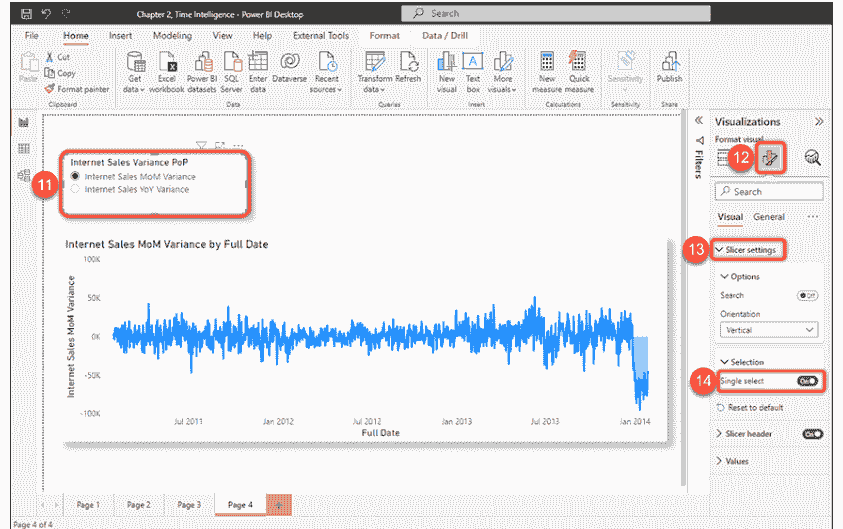 Chapter 2, Time Intelligence - Power BI Desktop
Search
File Home Insert Modeling View Help External Tools Format Data / Drill
Paste
Cut
Copy
Format painter
Clipboard
Get data
Excel workbook
Power BI datasets
SQL Server
Enter data
Dataverse
Recent sources
Data
Transform data
Refresh
Queries
New visual
Text box
More visuals
Insert
New measure
Quick measure
Calculations
Sensitivity
Sensitivity
Publish
Share
11
Internet Sales Variance PoP
Internet Sales MoM Variance
Internet Sales YoY Variance
Internet Sales MoM Variance by Full Date
Internet Sales MoM Variance
100K
50K
0K
-50K
-100K
Jul 2011 Jan 2012 Jul 2012 Jan 2013 Jul 2013 Jan 2014
Full Date
Filters
Visualizations
Format visual
12
Search
Visual General
13
Slicer settings
Options
Search Off
Orientation
Vertical
Selection
14
Single select On
Reset to default
Slicer header On
Values
Page 1 Page 2 Page 3 Page 4 +
Page 4 of 4